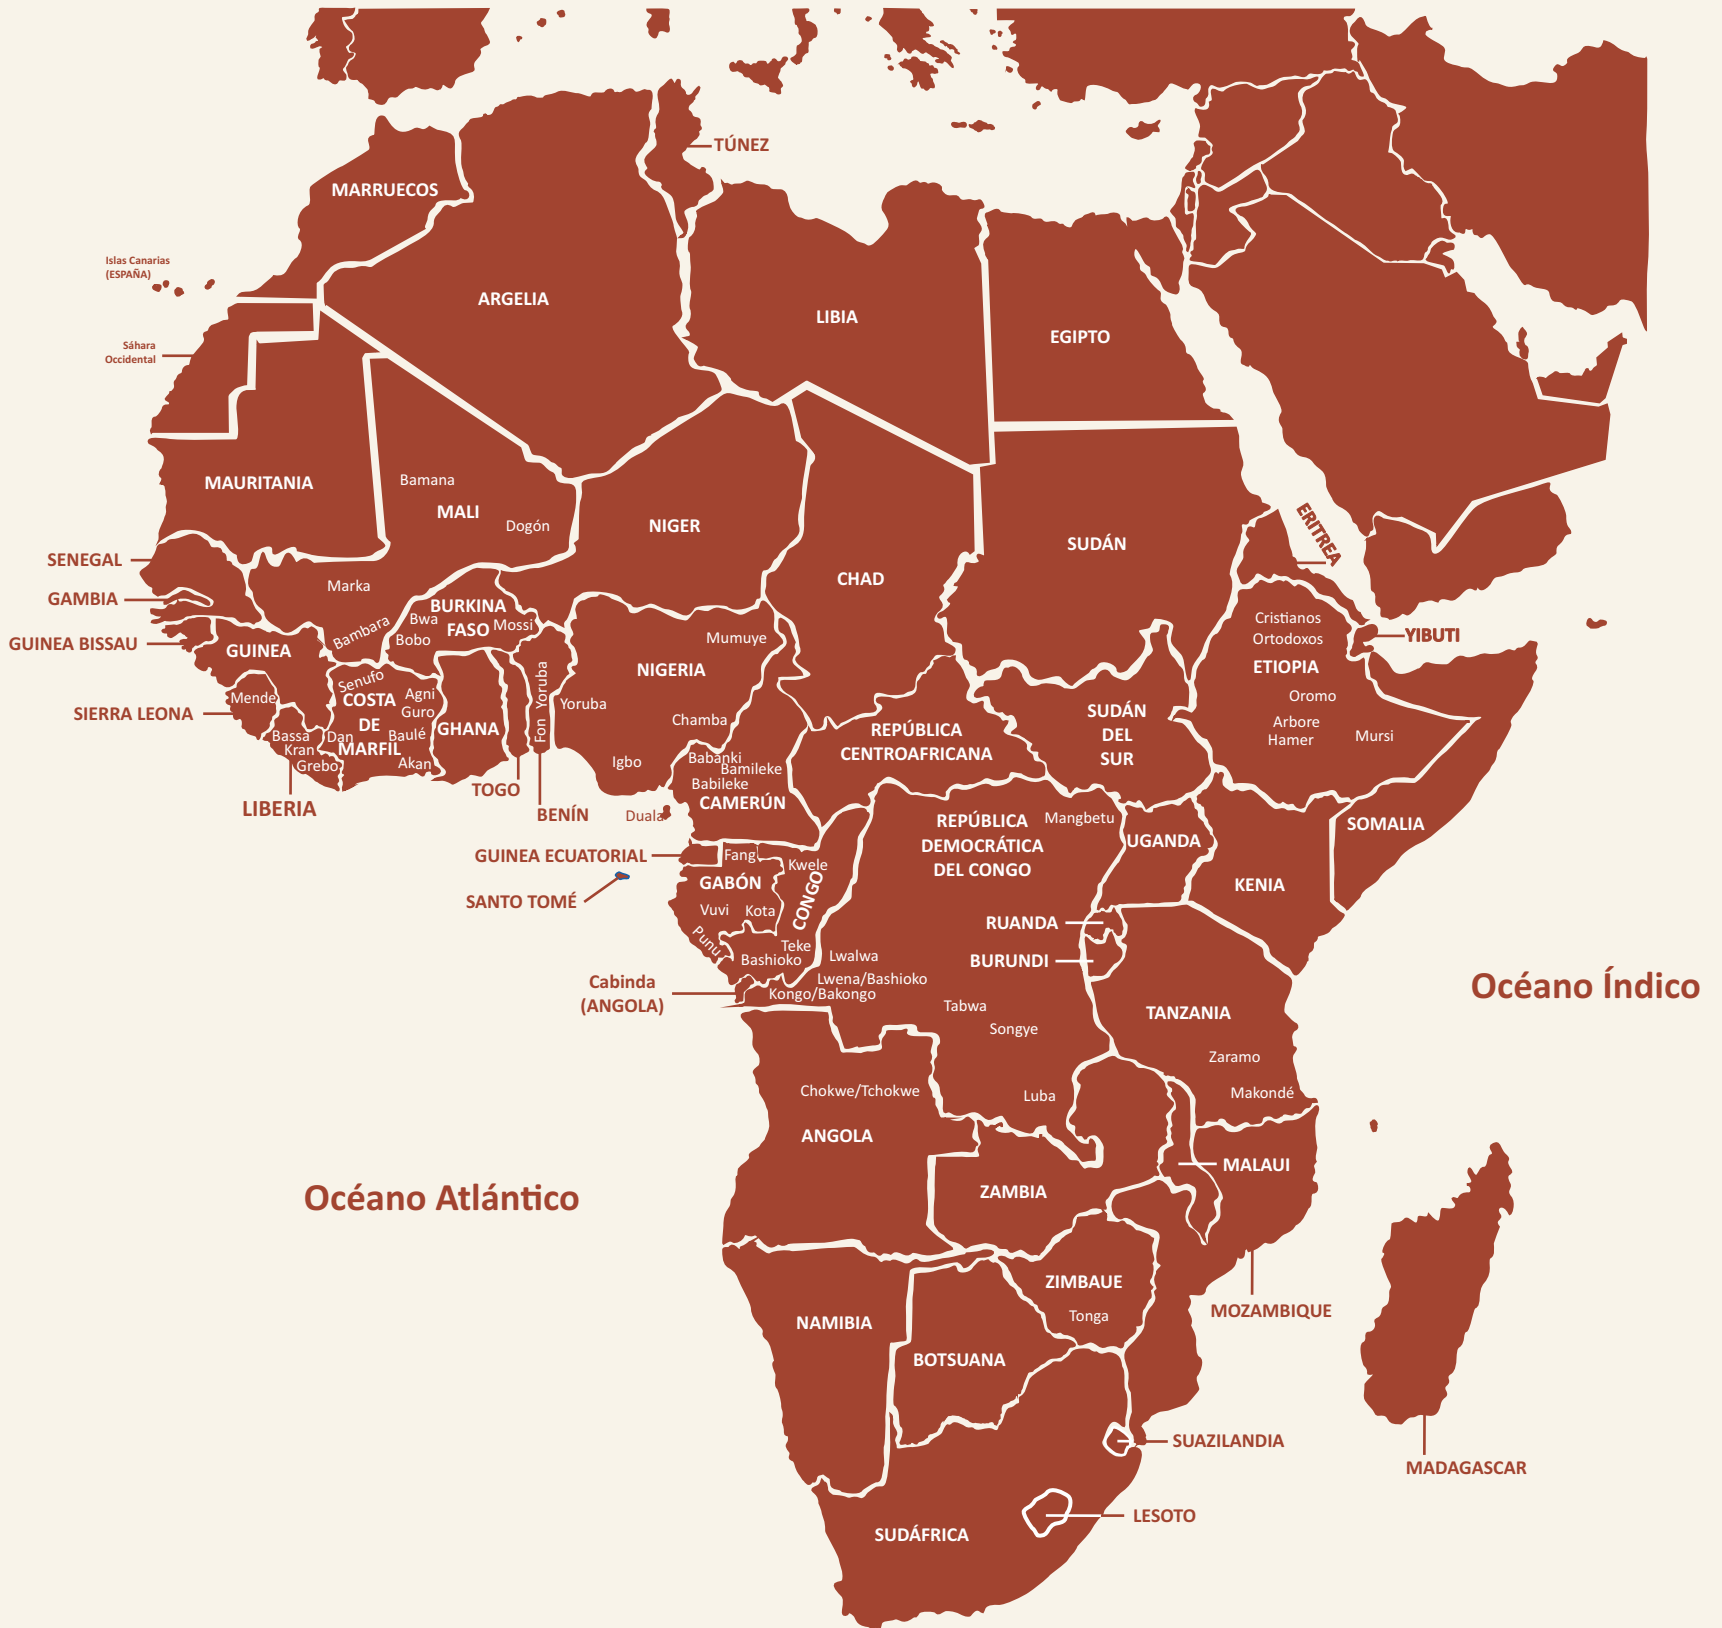 TÚNEZ
MARRUECOS
Islas Canarias
(ESPAÑA)
ARGELIA
LIBIA
EGIPTO
Sáhara
Occidental
MAURITANIA
Bamana
MALI
Dogón
NIGER
SUDÁN
ERITREA
SENEGAL
CHAD
Marka
GAMBIA
BURKINA
FASO
Bwa
Mossi
Bobo
Bambara
Cristianos
Ortodoxos
YIBUTI
GUINEA BISSAU
GUINEA
Mumuye
NIGERIA
ETIOPIA
Oromo
Senufo
COSTA
DE
MARFIL
Agni
Guro
Mende
SIERRA LEONA
Yoruba
Fon
Yoruba
Chamba
SUDÁN
DEL
SUR
Arbore
Hamer
Mursi
Bassa
Kran
Grebo
Dan
Baulé
Akan
GHANA
REPÚBLICA
CENTROAFRICANA
Igbo
Babanki
Bamileke
Babileke
CAMERÚN
TOGO
LIBERIA
BENÍN
Duala
REPÚBLICA
DEMOCRÁTICA
DEL CONGO
Mangbetu
UGANDA
SOMALIA
GUINEA ECUATORIAL
Fang
Kwele
GABÓN
CONGO
KENIA
SANTO TOMÉ
Vuvi
Kota
RUANDA
Punu
Teke
Bashioko
Lwalwa
BURUNDI
Cabinda
(ANGOLA)
Lwena/Bashioko
Kongo/Bakongo
Océano Índico
Tabwa
TANZANIA
Songye
Zaramo
Chokwe/Tchokwe
Luba
Makondé
ANGOLA
MALAUI
Océano Atlántico
ZAMBIA
ZIMBAUE
Tonga
MOZAMBIQUE
NAMIBIA
BOTSUANA
SUAZILANDIA
MADAGASCAR
LESOTO
SUDÁFRICA